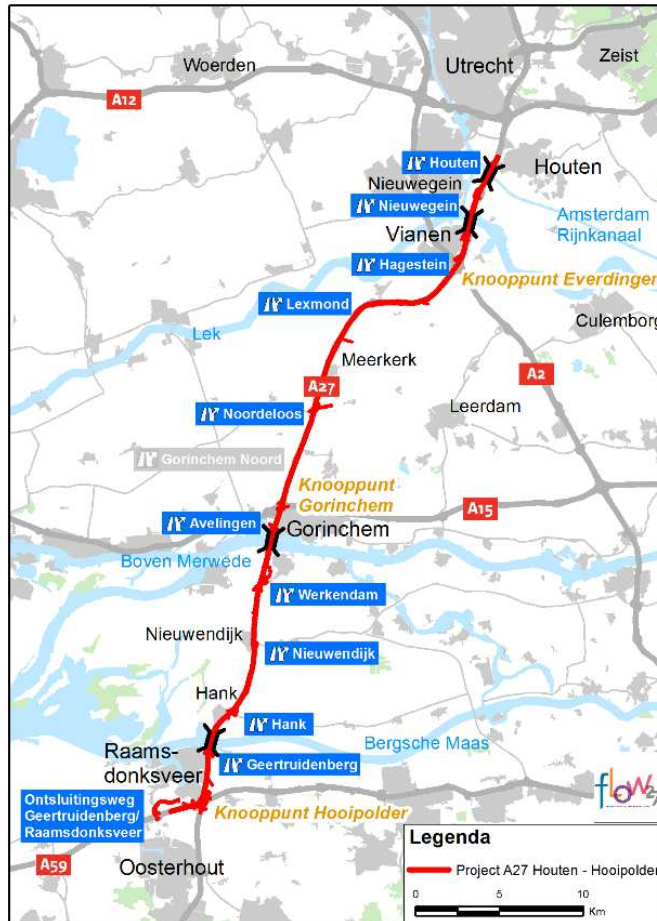 Woerden
Utrecht
Zeist
A12
Houten
Houten
Nieuwegein
Nieuwegein
Vianen
Amsterdam
Rijnkanaal
Hagestein
Knooppunt Everdingen
Lexmond
Lek
Culemborg
Meerkerk
A2
A27
Leerdam
Noordeloos
Gorinchem Noord
Knooppunt
Gorinchem
A15
Avelingen
Gorinchem
Boven Merwede
Werkendam
Nieuwendijk
Nieuwendijk
Hank
Hank
Bergsche Maas
Raams-
donksveer
Geertruidenberg
Ontsluitingsweg
Geertruidenberg/
Raamsdonksveer
Knooppunt Hooipolder
flow27
A59
Oosterhout
Legenda
Project A27 Houten - Hooipolder
0 5 10
Km